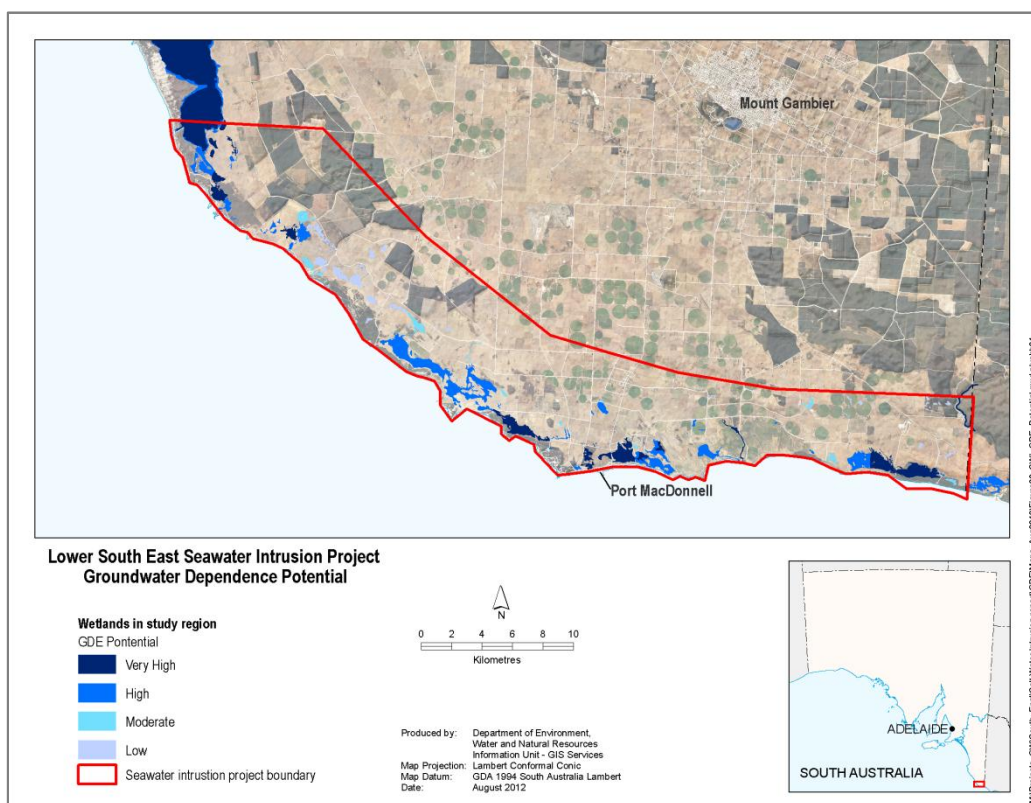 Mount Gambier
Port MacDonnell
Lower South East Seawater Intrusion Project
Groundwater Dependence Potential
Wetlands in study region
GDE Pontential
Very High
High
Moderate
Low
Seawater intrustion project boundary
N
0 2 4 6 8 10
Kilometres
Produced by: Department of Environment,
Water and Natural Resources
Information Unit - GIS Services
Map Projection: Lambert Conformal Conic
Map Datum: GDA 1994 South Australia Lambert
Date: August 2012
ADELAIDE
SOUTH AUSTRALIA